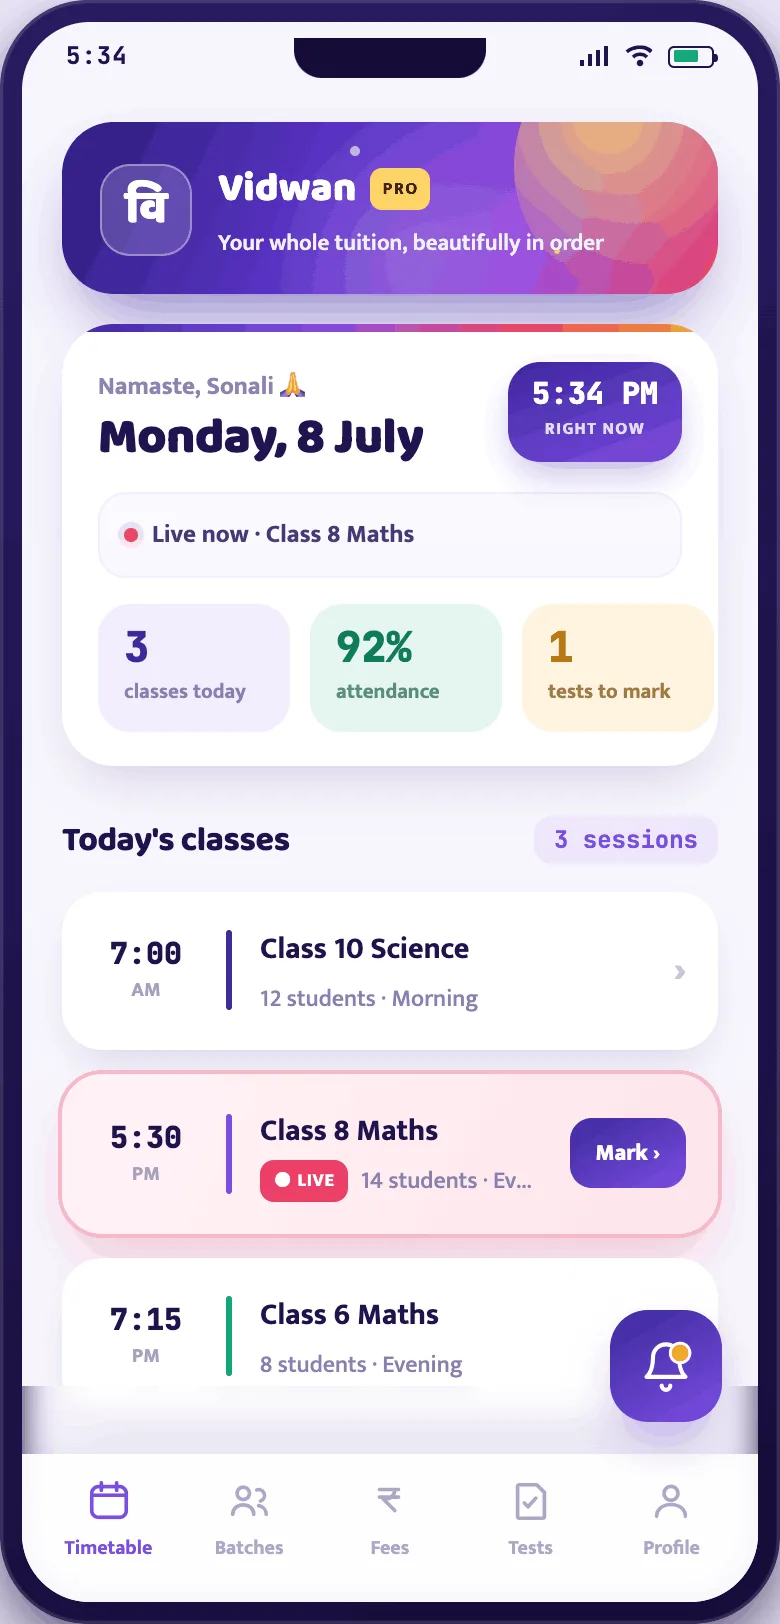 5:34
वि
Vidwan PRO
Your whole tuition, beautifully in order
Namaste, Sonali 🙏
Monday, 8 July
5:34 PM
RIGHT NOW
Live now · Class 8 Maths
3
classes today
92%
attendance
1
tests to mark
Today's classes
3 sessions
7:00
AM
Class 10 Science
12 students · Morning
›
5:30
PM
Class 8 Maths
LIVE 14 students · Ev...
Mark ›
7:15
PM
Class 6 Maths
8 students · Evening
Timetable
Batches
₹
Fees
Tests
Profile